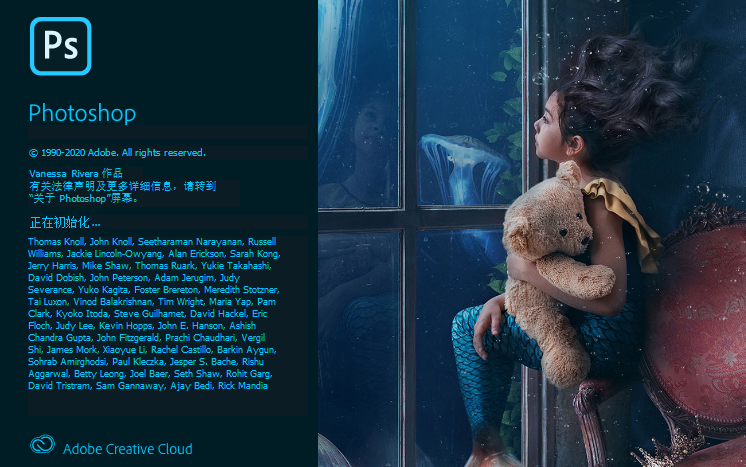 Ps
Photoshop
© 1990-2020 Adobe. All rights reserved.
Vanessa Rivera 作品
有关法律声明及更多详细信息，请转到
“关于 Photoshop”屏幕。
正在初始化...
Thomas Knoll, John Knoll, Seetharaman Narayanan, Russell
Williams, Jackie Lincoln-Owyang, Alan Erickson, Sarah Kong,
Jerry Harris, Mike Shaw, Thomas Ruark, Yukie Takahashi,
David Dobish, John Peterson, Adam Jerugim, Judy
Severance, Yuko Kagita, Foster Brereton, Meredith Stotzner,
Tai Luxon, Vinod Balakrishnan, Tim Wright, Maria Yap, Pam
Clark, Kyoko Itoda, Steve Guilhamet, David Hackel, Eric
Floch, Judy Lee, Kevin Hopps, John E. Hanson, Ashish
Chandra Gupta, John Fitzgerald, Prachi Chaudhari, Vergil
Shi, James Mork, Xiaoyue Li, Rachel Castillo, Barkin Aygun,
Sohrab Amirghodsi, Paul Kleczka, Jesper S. Bache, Rishu
Aggarwal, Betty Leong, Joel Baer, Seth Shaw, Rohit Garg,
David Tristram, Sam Gannaway, Ajay Bedi, Rick Mandia
Adobe Creative Cloud